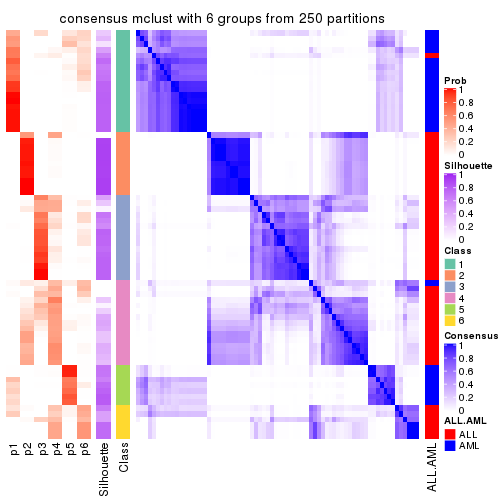 consensus mclust with 6 groups from 250 partitions
Prob
1
0.8
0.6
0.4
0.2
0
Silhouette
1
0.8
0.6
0.4
0.2
0
Class
1
2
3
4
5
6
Consensus
1
0.8
0.6
0.4
0.2
0
ALL.AML
ALL
AML
p1
p2
p3
p4
p5
p6
Silhouette
Class
ALL.AML